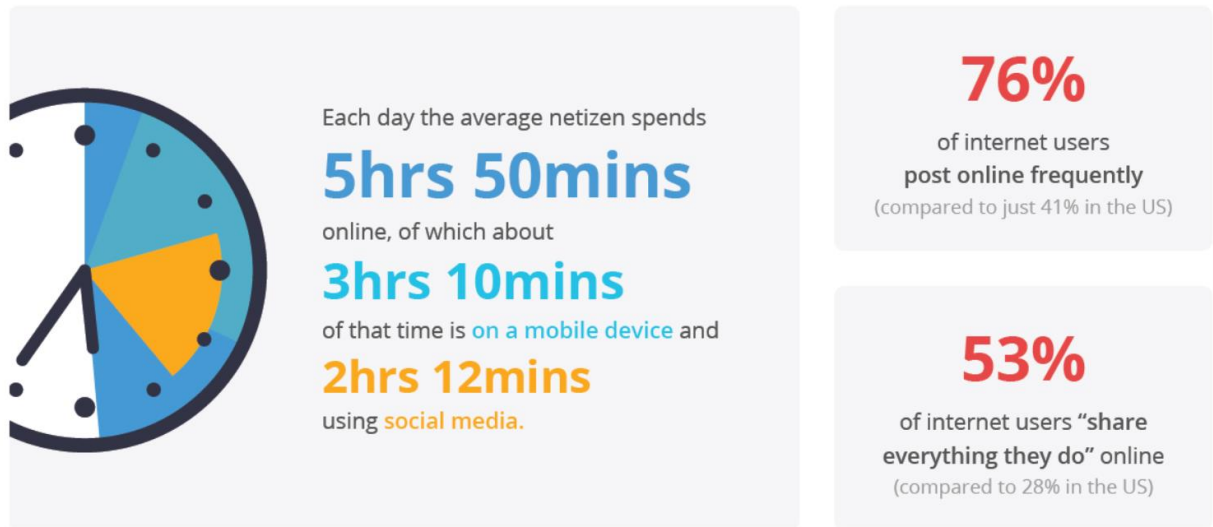 Each day the average netizen spends
5hrs 50mins
online, of which about
3hrs 10mins
of that time is on a mobile device and
2hrs 12mins
using social media.
76%
of internet users
post online frequently
(compared to just 41% in the US)
53%
of internet users “share
everything they do” online
(compared to 28% in the US)